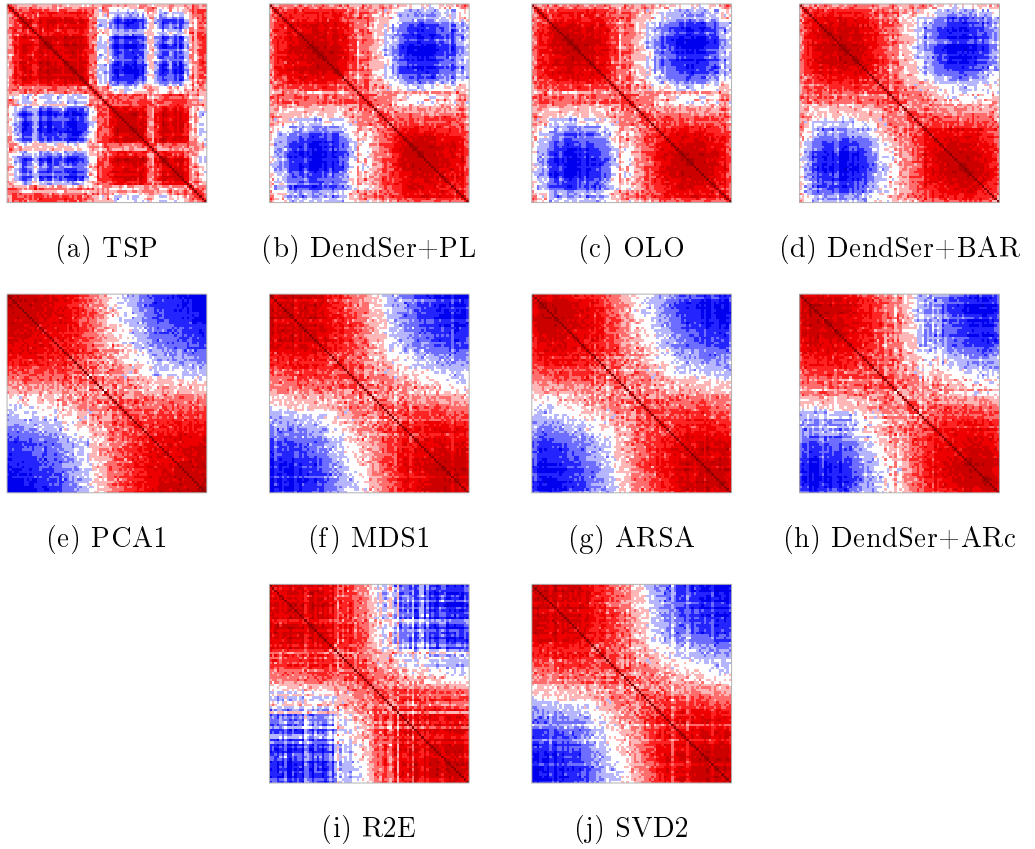 (a) TSP
(b) DendSer+PL
(c) OLO
(d) DendSer+BAR
(e) PCA1
(f) MDS1
(g) ARSA
(h) DendSer+ARc
(i) R2E
(j) SVD2